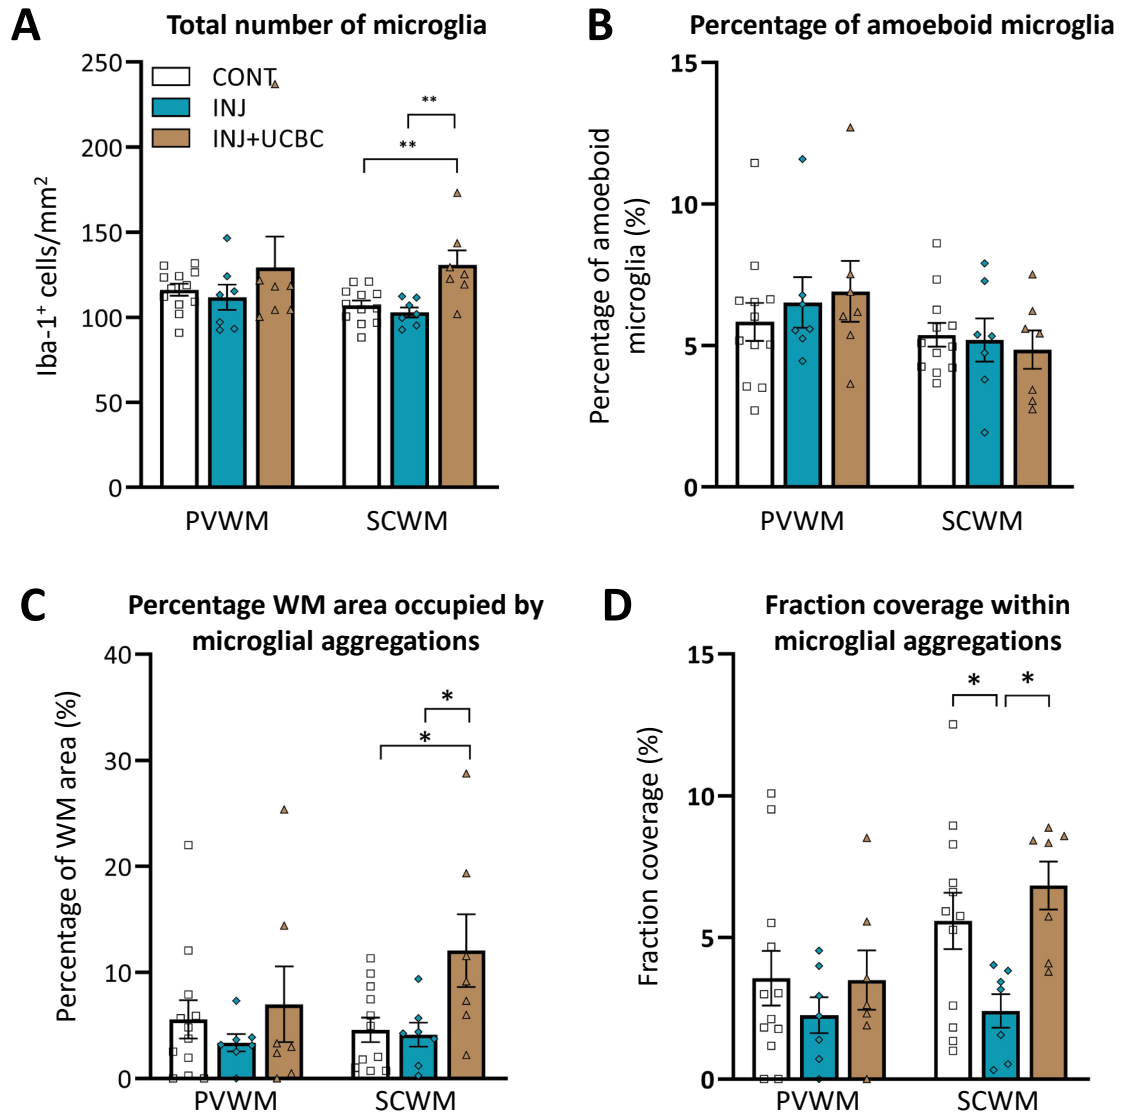 A Total number of microglia
250
200
150
100
50
0
Iba-1⁺ cells/mm²
CONT
INJ
INJ+UCBC
**
**
PVWM SCWM
B Percentage of amoeboid microglia
15
10
5
0
Percentage of amoeboid
microglia (%)
PVWM SCWM
C Percentage WM area occupied by
microglial aggregations
40
30
20
10
0
Percentage of WM area (%)
*
*
PVWM SCWM
D Fraction coverage within
microglial aggregations
15
10
5
0
Fraction coverage (%)
* *
PVWM SCWM